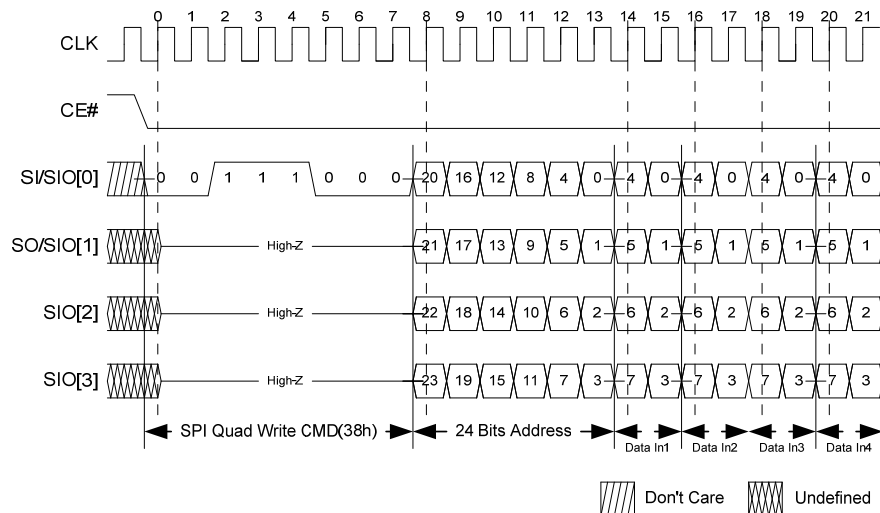 0 1 2 3 4 5 6 7 8 9 10 11 12 13 14 15 16 17 18 19 20 21
CLK
CE#
SI/SIO[0] 0 0 1 1 1 0 0 0 20 16 12 8 4 0 4 0 4 0 4 0 4 0
SO/SIO[1] High-Z 21 17 13 9 5 1 5 1 5 1 5 1 5 1
SIO[2] High-Z 22 18 14 10 6 2 6 2 6 2 6 2 6 2
SIO[3] High-Z 23 19 15 11 7 3 7 3 7 3 7 3 7 3
SPI Quad Write CMD(38h) 24 Bits Address Data In1 Data In2 Data In3 Data In4
Don't Care Undefined